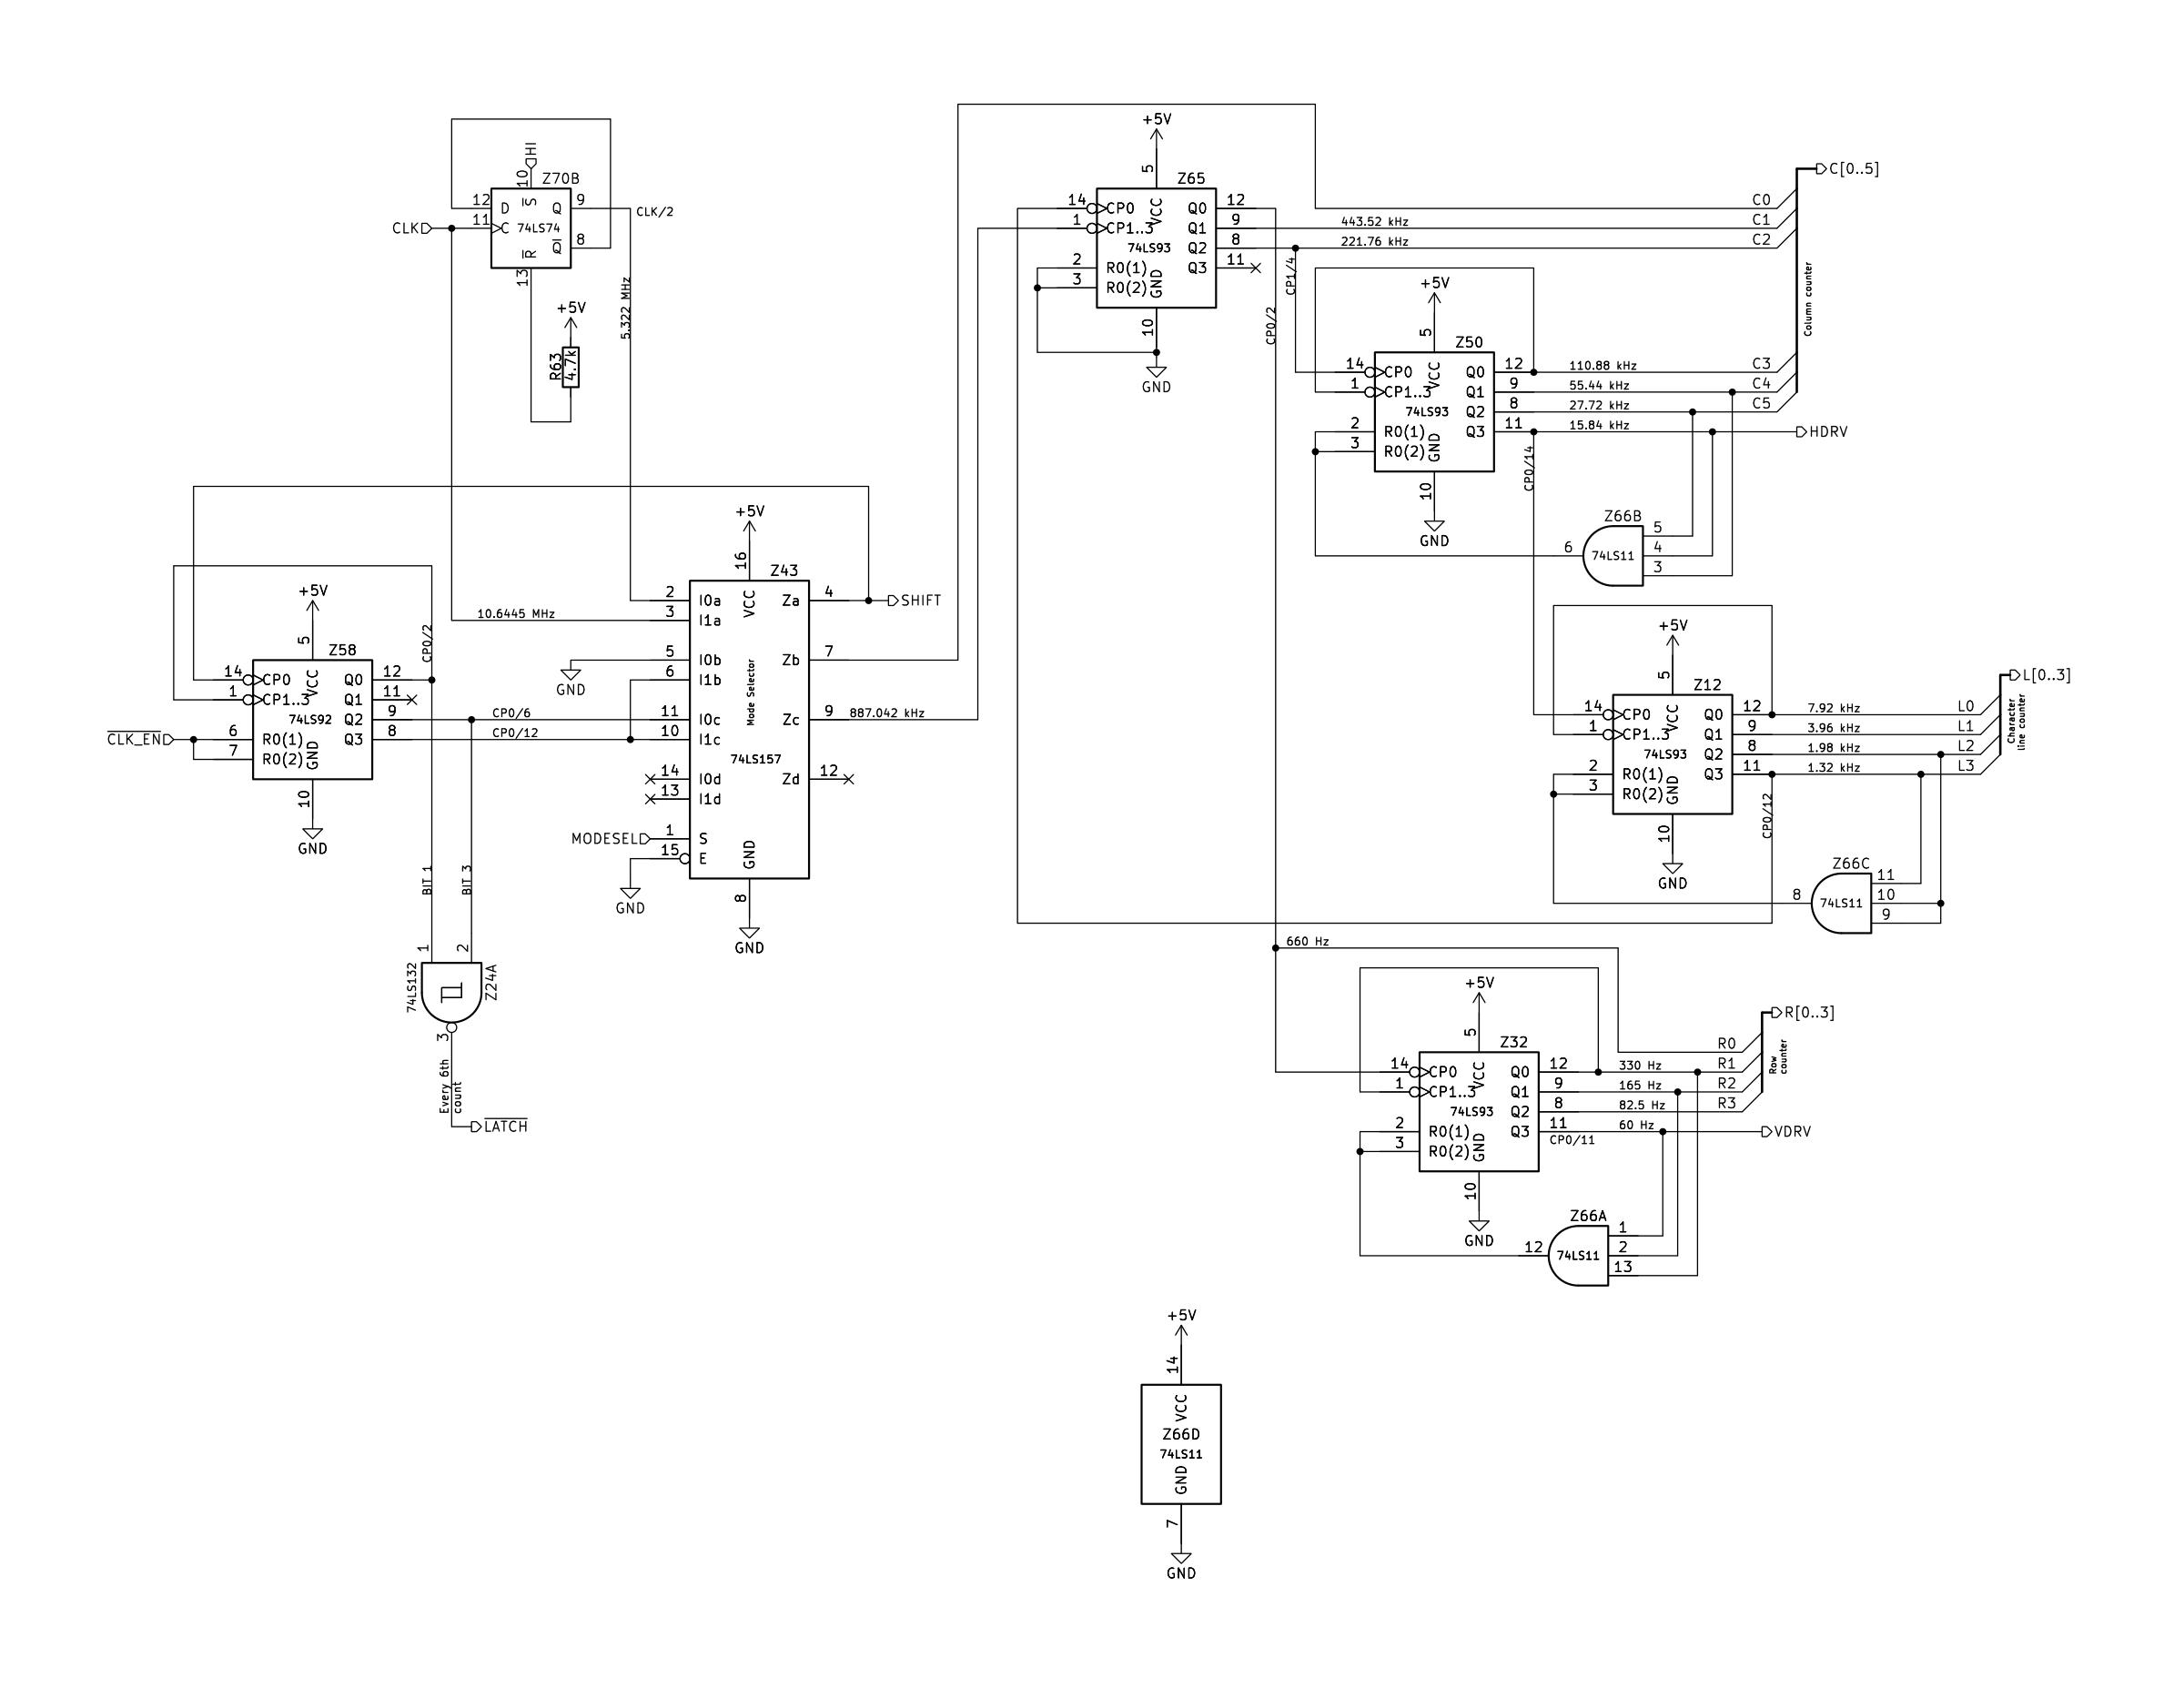 HI
10
Z70B
12
D
S
Q
9
CLK/2
CLK
11
C
74LS74
8
Q
R
13
5.322 MHz
+5V
R63
4.7k
+5V
5
Z65
14
CP0
VCC
Q0
12
1
CP1..3
Q1
9
443.52 kHz
74LS93
Q2
8
221.76 kHz
2
R0(1)
Q3
11
3
R0(2)
GND
10
GND
CP0/2
CP1/4
C[0..5]
C0
C1
C2
Column counter
+5V
5
Z50
14
CP0
VCC
Q0
12
110.88 kHz
C3
1
CP1..3
Q1
9
55.44 kHz
C4
74LS93
Q2
8
27.72 kHz
C5
2
R0(1)
Q3
11
15.84 kHz
HDRV
3
R0(2)
GND
10
GND
CP0/14
Z66B
5
6
74LS11
4
3
+5V
16
Z43
2
I0a
VCC
Za
4
SHIFT
10.6445 MHz
3
I1a
GND
5
I0b
Zb
7
6
I1b
Mode Selector
11
I0c
Zc
9
887.042 kHz
10
I1c
74LS157
14
I0d
Zd
12
13
I1d
MODESEL
1
S
15
E
GND
GND
8
GND
+5V
5
Z58
CP0/2
14
CP0
VCC
Q0
12
1
CP1..3
Q1
11
74LS92
Q2
9
CP0/6
CLK_EN
6
R0(1)
Q3
8
CP0/12
7
R0(2)
GND
10
GND
BIT 1
BIT 3
1
2
74LS132
Z24A
3
Every 6th
count
LATCH
+5V
5
Z12
14
CP0
VCC
Q0
12
7.92 kHz
L0
1
CP1..3
Q1
9
3.96 kHz
L1
74LS93
Q2
8
1.98 kHz
L2
2
R0(1)
Q3
11
1.32 kHz
L3
3
R0(2)
GND
10
GND
CP0/12
L[0..3]
Character
line counter
Z66C
11
8
74LS11
10
9
660 Hz
+5V
5
Z32
14
CP0
VCC
Q0
12
330 Hz
1
CP1..3
Q1
9
165 Hz
74LS93
Q2
8
82.5 Hz
2
R0(1)
Q3
11
60 Hz
VDRV
3
R0(2)
GND
CP0/11
10
GND
R[0..3]
R0
R1
R2
R3
Row
counter
Z66A
1
12
74LS11
2
13
+5V
14
VCC
Z66D
74LS11
GND
7
GND